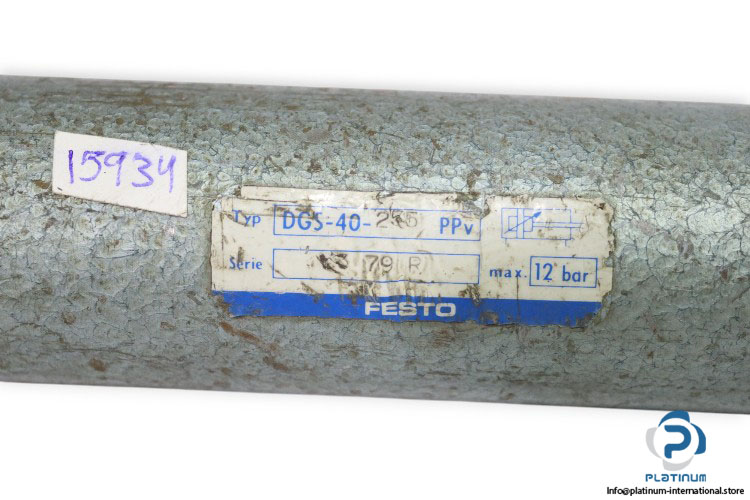 15934
Typ DGS-40- PPv
Serie 79 R max. 12 bar
FESTO
PLATINUM
Info@platinum-international.store